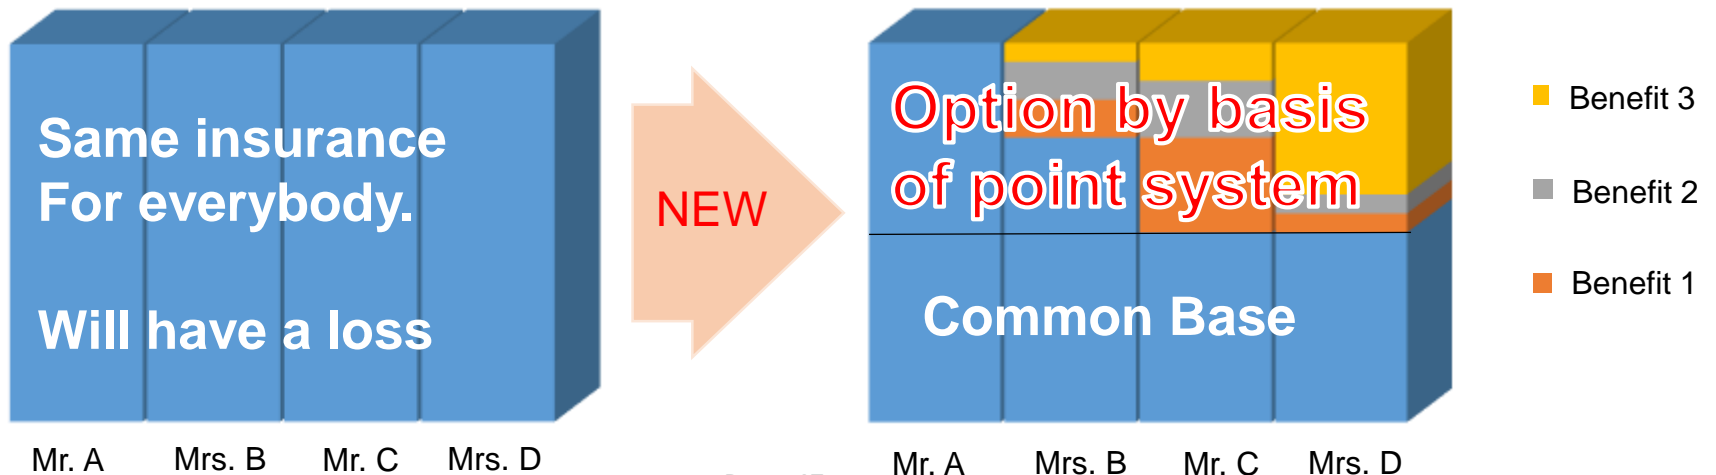 Same insurance
For everybody.
Will have a loss
Mr. A
Mrs. B
Mr. C
Mrs. D
NEW
Option by basis
of point system
Common Base
Mr. A
Mrs. B
Mr. C
Mrs. D
Benefit 3
Benefit 2
Benefit 1